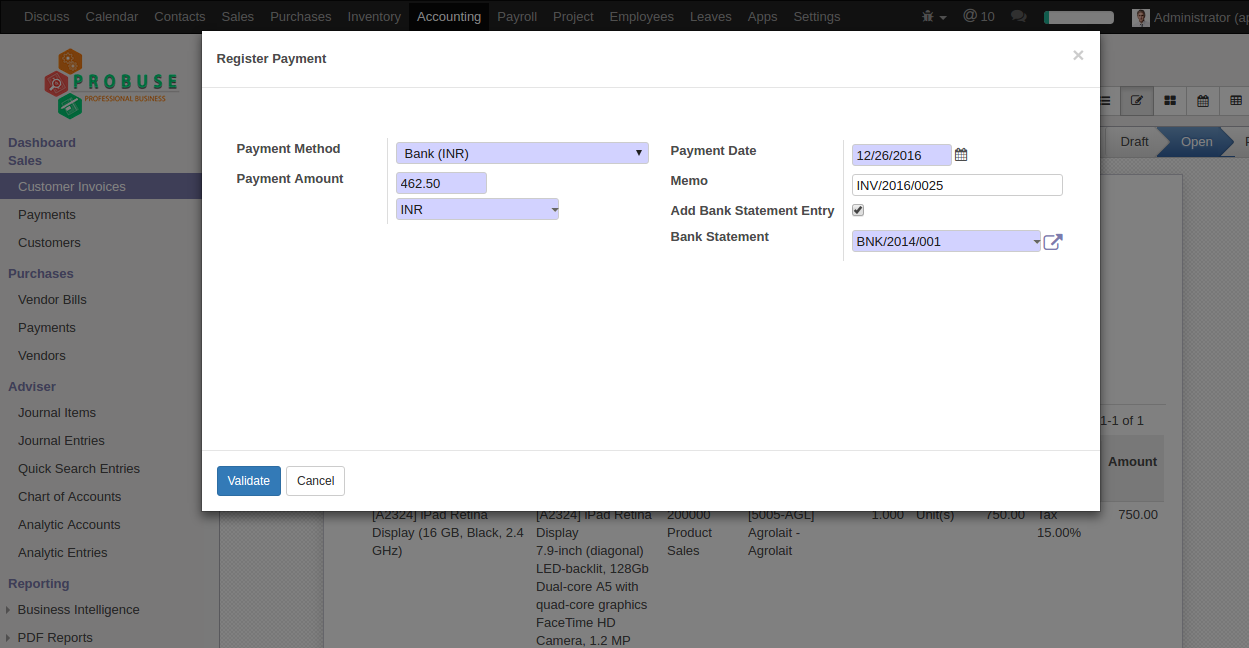 Discuss Calendar Contacts Sales Purchases Inventory Accounting Payroll Project Employees Leaves Apps Settings @ 10 Administrator (ap
PROBUSE
PROFESSIONAL BUSINESS
Dashboard
Sales
Customer Invoices
Payments
Customers
Purchases
Vendor Bills
Payments
Vendors
Adviser
Journal Items
Journal Entries
Quick Search Entries
Chart of Accounts
Analytic Accounts
Analytic Entries
Reporting
Business Intelligence
PDF Reports
Register Payment ×
Payment Method Bank (INR)
Payment Amount 462.50
INR
Payment Date 12/26/2016
Memo INV/2016/0025
Add Bank Statement Entry
Bank Statement BNK/2014/001
Validate Cancel
Draft Open P
1-1 of 1
Amount
[A2324] iPad Retina
Display (16 GB, Black, 2.4
GHz)
[A2324] iPad Retina
Display
7.9-inch (diagonal)
LED-backlit, 128Gb
Dual-core A5 with
quad-core graphics
FaceTime HD
Camera, 1.2 MP
200000
Product
Sales
[5005-AGL]
Agrolait -
Agrolait
1.000 Unit(s) 750.00
Tax
15.00%
750.00